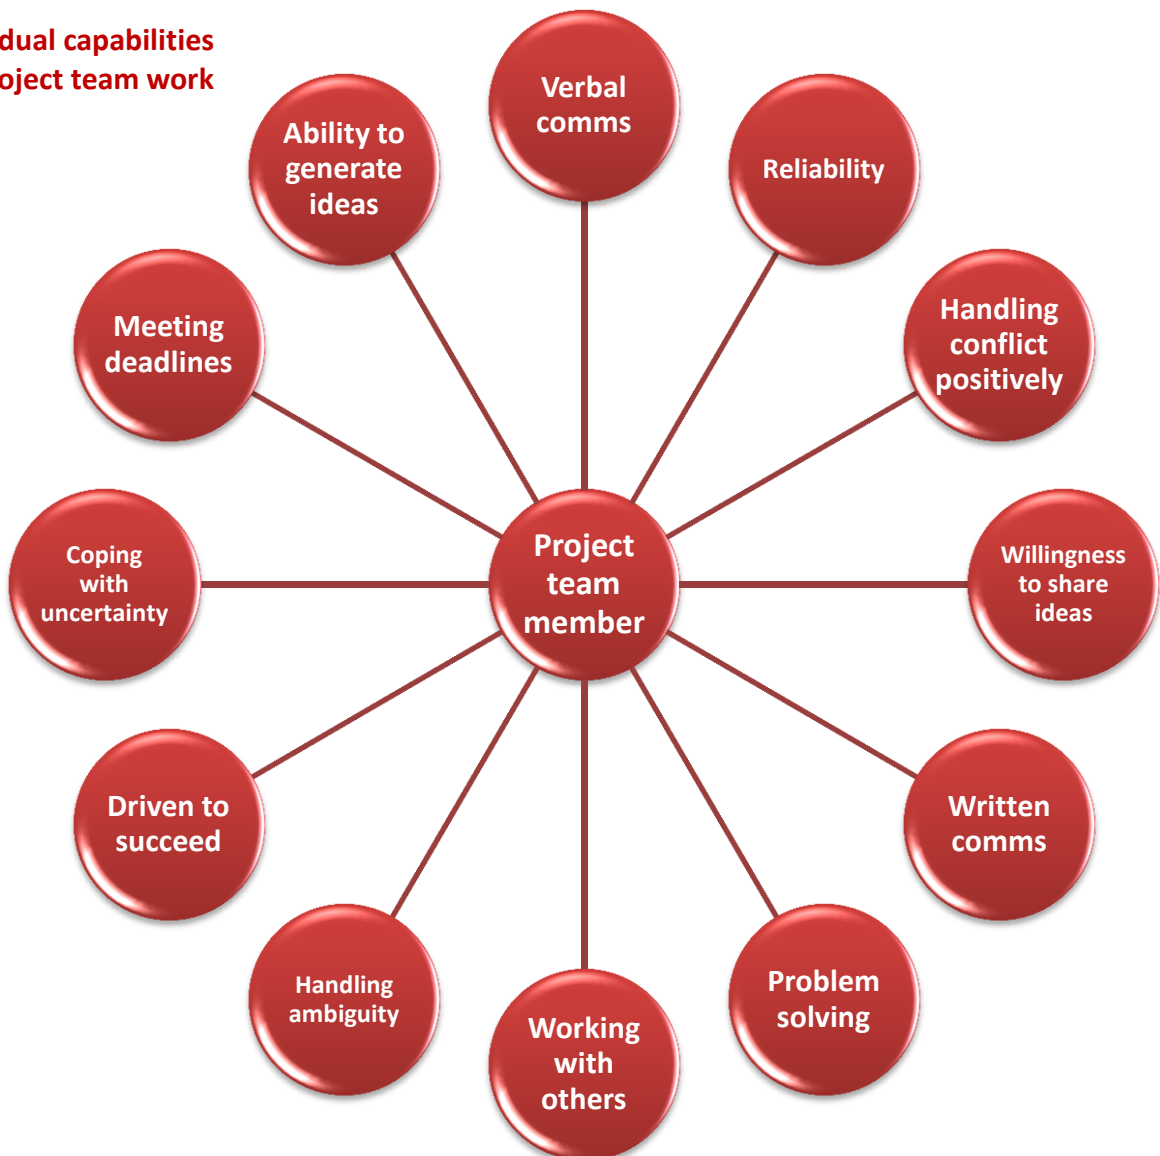 dual capabilities
oject team work
Verbal
comms
Reliability
Handling
conflict
positively
Willingness
to share
ideas
Written
comms
Problem
solving
Working
with
others
Handling
ambiguity
Driven to
succeed
Coping
with
uncertainty
Meeting
deadlines
Ability to
generate
ideas
Project
team
member